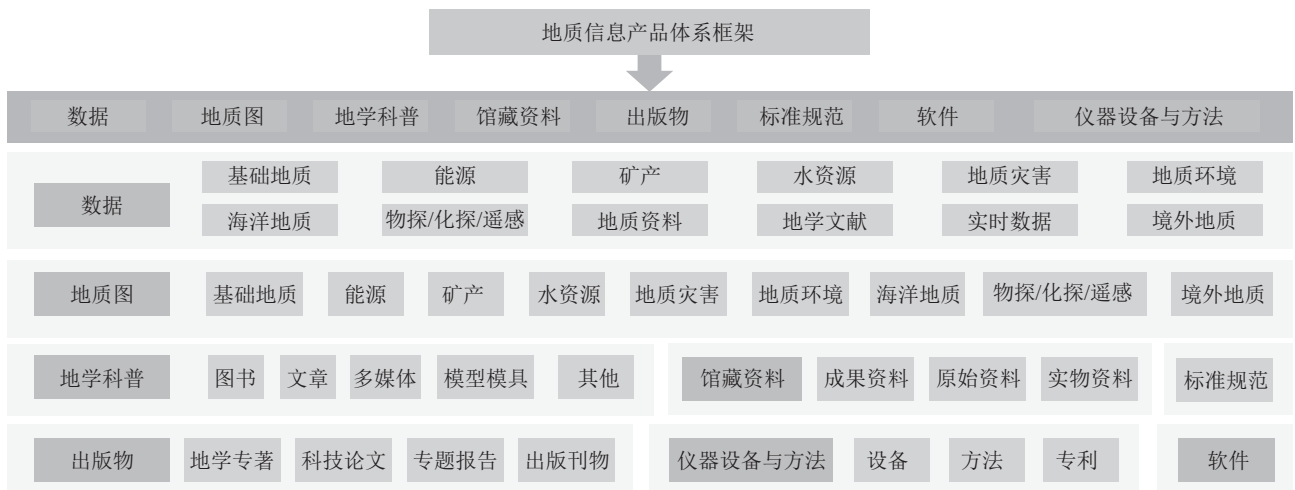 地质信息产品体系框架
数据 地质图 地学科普 馆藏资料 出版物 标准规范 软件 仪器设备与方法
数据
基础地质 能源 矿产 水资源 地质灾害 地质环境
海洋地质 物探/化探/遥感 地质资料 地学文献 实时数据 境外地质
地质图 基础地质 能源 矿产 水资源 地质灾害 地质环境 海洋地质 物探/化探/遥感 境外地质
地学科普 图书 文章 多媒体 模型模具 其他 馆藏资料 成果资料 原始资料 实物资料 标准规范
出版物 地学专著 科技论文 专题报告 出版刊物 仪器设备与方法 设备 方法 专利 软件